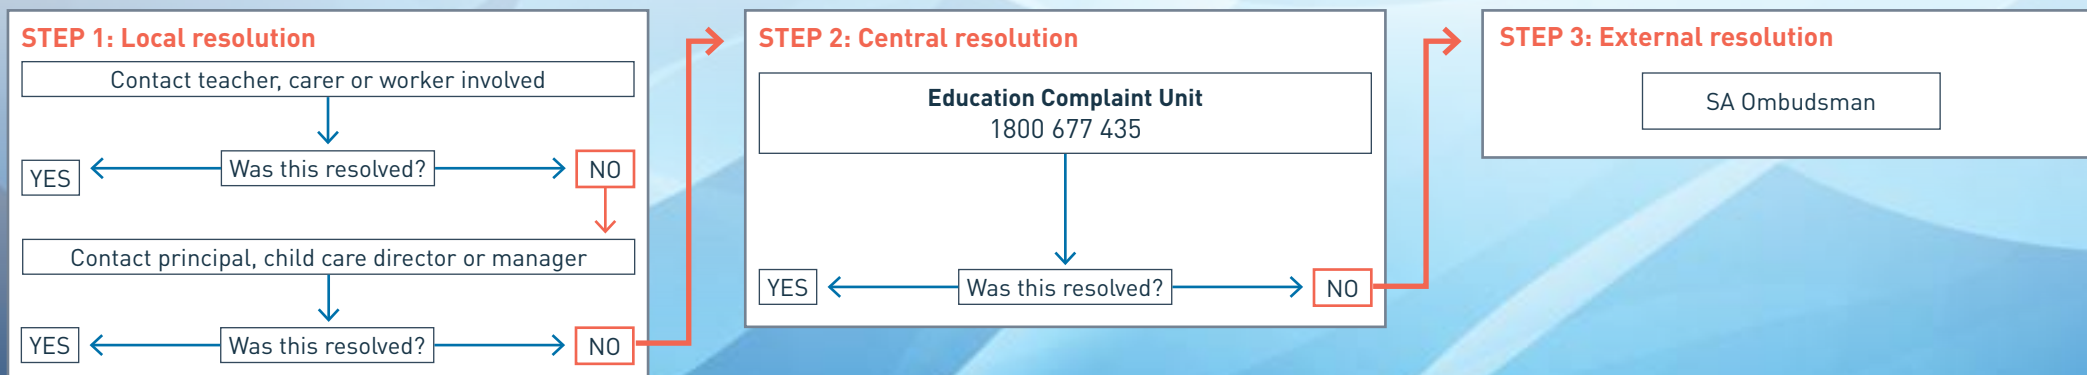 STEP 1: Local resolution
Contact teacher, carer or worker involved
Was this resolved?
YES
NO
Contact principal, child care director or manager
YES
Was this resolved?
NO
STEP 2: Central resolution
Education Complaint Unit
1800 677 435
YES
Was this resolved?
NO
STEP 3: External resolution
SA Ombudsman